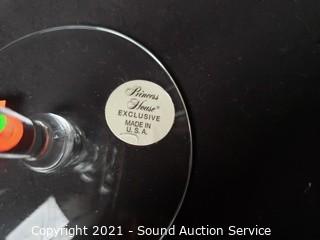 Princess
House®
EXCLUSIVE
MADE IN
U.S.A.
Copyright 2021 - Sound Auction Service